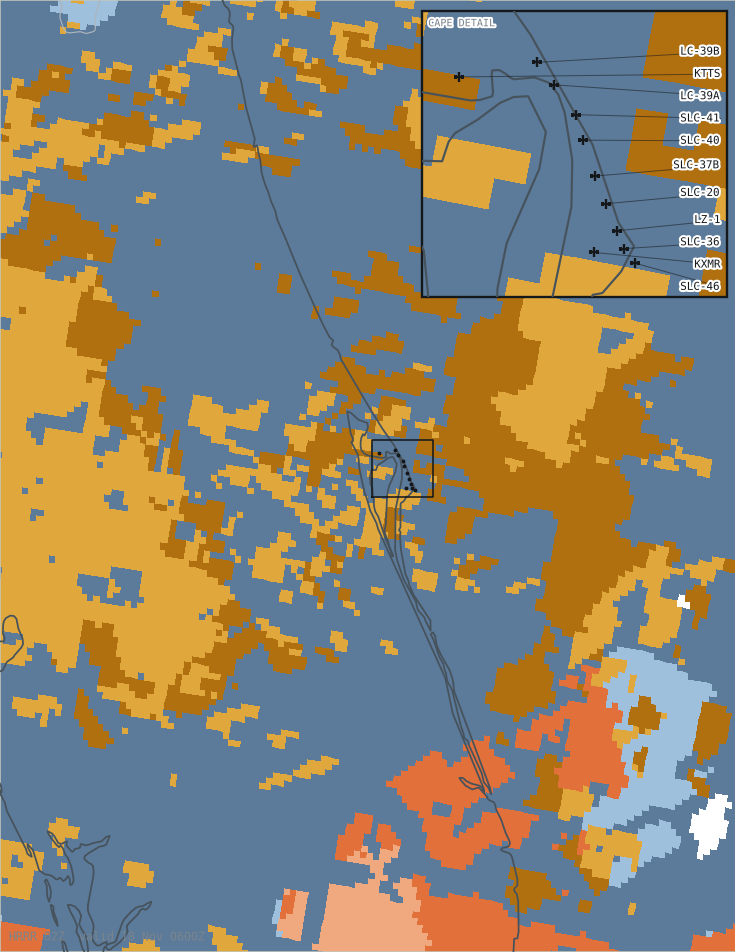 CAPE DETAIL
LC-39B
KTTS
LC-39A
SLC-41
SLC-40
SLC-37B
SLC-20
LZ-1
SLC-36
KXMR
SLC-46